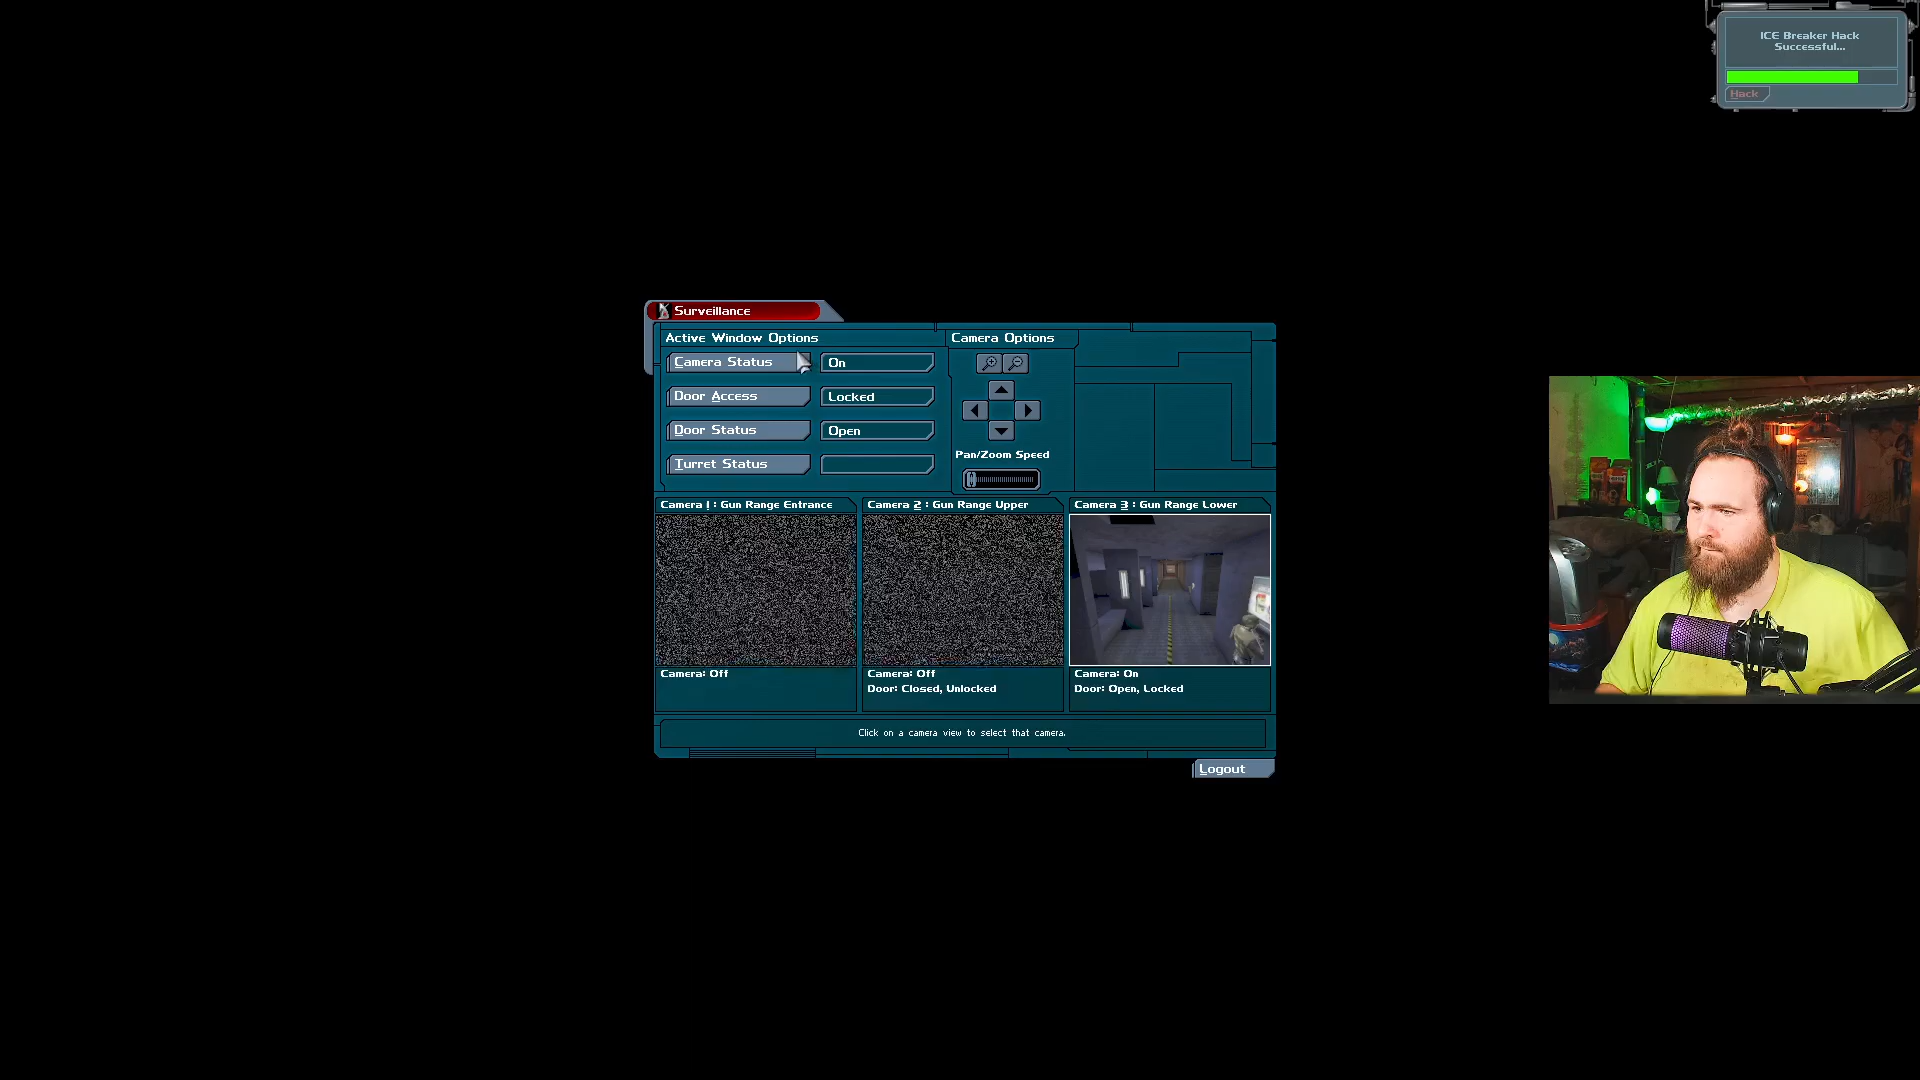 ICE Breaker Hack
Successful...
Hack
Surveillance
Active Window Options
Camera Options
Camera Status
On
Door Access
Locked
Door Status
Open
Turret Status
Pan/Zoom Speed
Camera 1 : Gun Range Entrance
Camera 2 : Gun Range Upper
Camera 3 : Gun Range Lower
Camera: Off
Camera: Off
Door: Closed, Unlocked
Camera: On
Door: Open, Locked
Click on a camera view to select that camera.
Logout